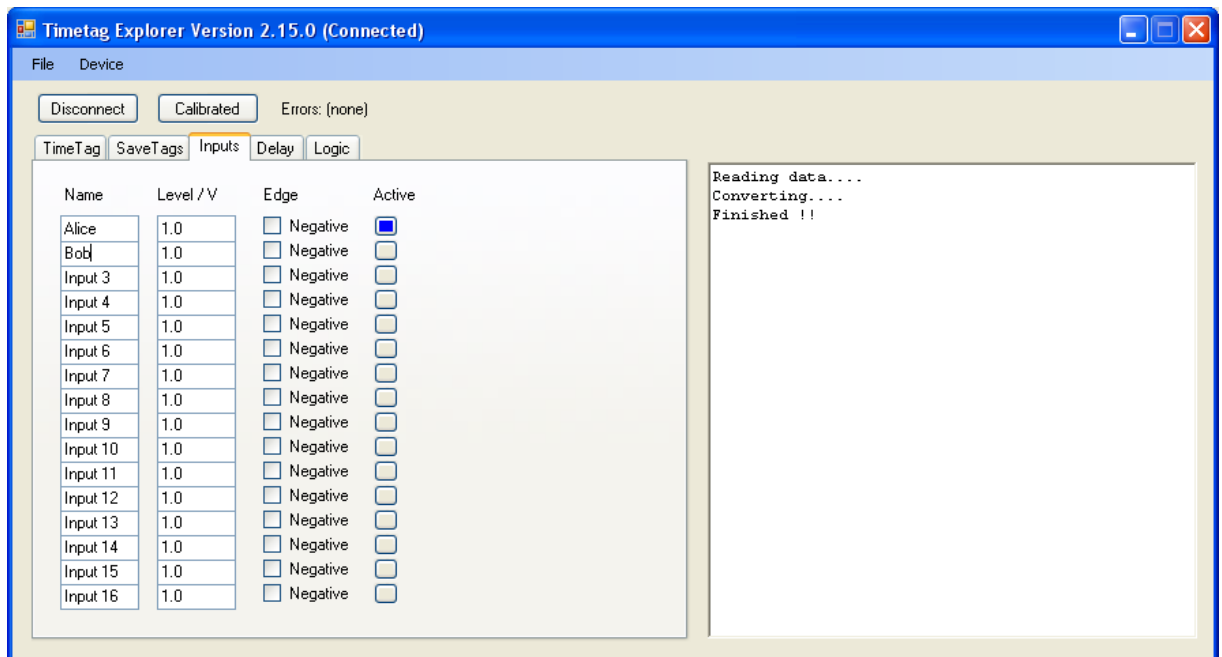 Timetag Explorer Version 2.15.0 (Connected)
File Device
Disconnect Calibrated Errors: (none)
TimeTag SaveTags Inputs Delay Logic
Name Level / V Edge Active
Alice 1.0 Negative
Bob 1.0 Negative
Input 3 1.0 Negative
Input 4 1.0 Negative
Input 5 1.0 Negative
Input 6 1.0 Negative
Input 7 1.0 Negative
Input 8 1.0 Negative
Input 9 1.0 Negative
Input 10 1.0 Negative
Input 11 1.0 Negative
Input 12 1.0 Negative
Input 13 1.0 Negative
Input 14 1.0 Negative
Input 15 1.0 Negative
Input 16 1.0 Negative
Reading data....
Converting....
Finished !!